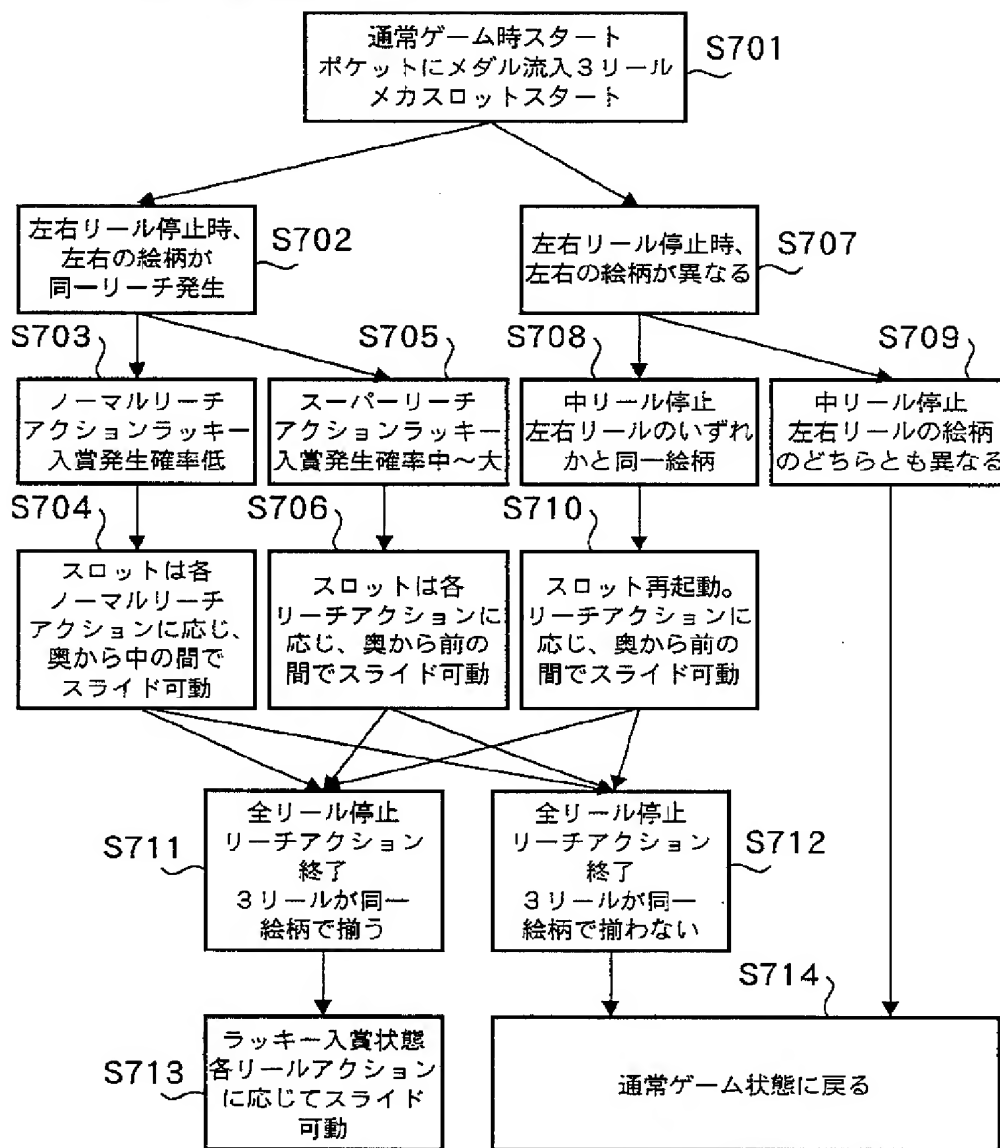 通常ゲーム時スタート
ポケットにメダル流入3リール
メカスロットスタート
S701
左右リール停止時、
左右の絵柄が
同一リーチ発生
S702
左右リール停止時、
左右の絵柄が異なる
S707
S703
ノーマルリーチ
アクションラッキー
入賞発生確率低
S705
スーパーリーチ
アクションラッキー
入賞発生確率中～大
S708
中リール停止
左右リールのいずれ
かと同一絵柄
S709
中リール停止
左右リールの絵柄
のどちらとも異なる
S704
スロットは各
ノーマルリーチ
アクションに応じ、
奥から中の間で
スライド可動
S706
スロットは各
リーチアクションに
応じ、奥から前の
間でスライド可動
S710
スロット再起動。
リーチアクションに
応じ、奥から前の
間でスライド可動
S711
全リール停止
リーチアクション
終了
3リールが同一
絵柄で揃う
全リール停止
リーチアクション
終了
3リールが同一
絵柄で揃わない
S712
S713
ラッキー入賞状態
各リールアクション
に応じてスライド
可動
S714
通常ゲーム状態に戻る